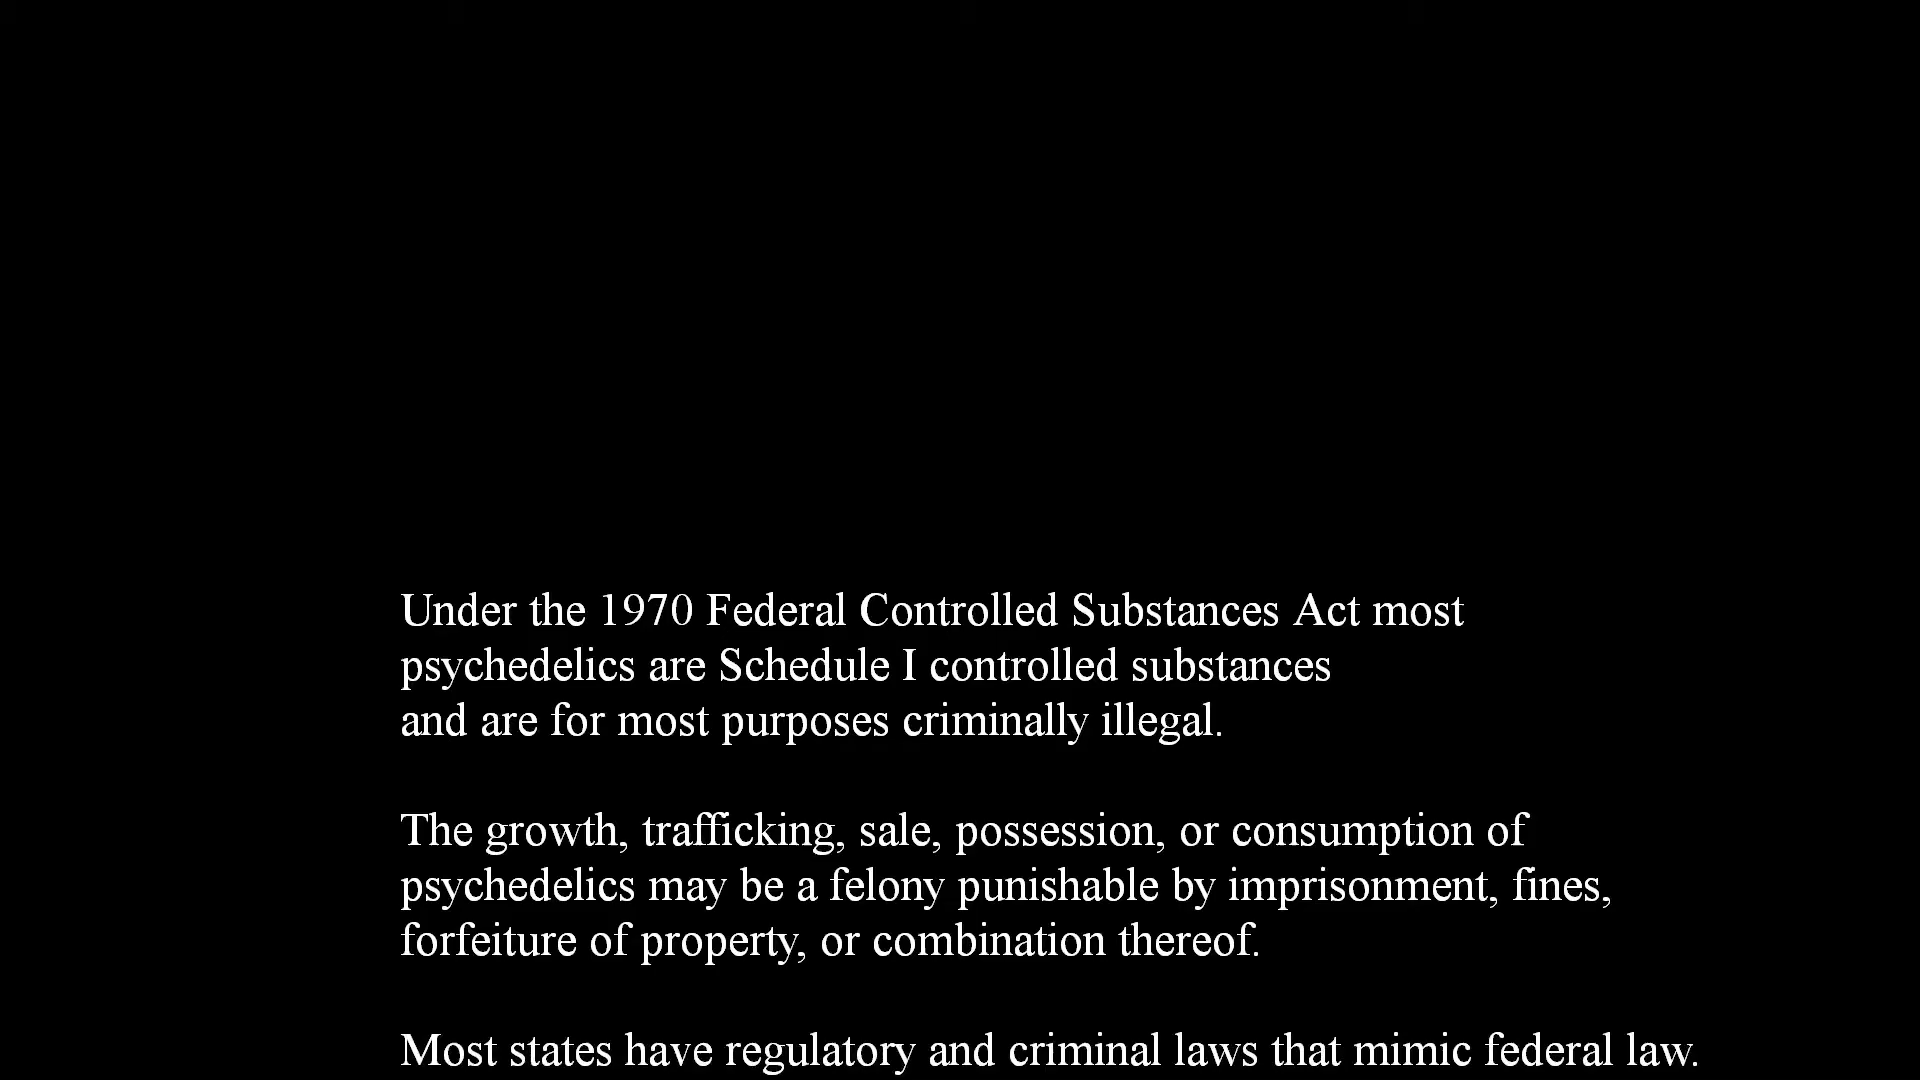 Under the 1970 Federal Controlled Substances Act most
psychedelics are Schedule I controlled substances
and are for most purposes criminally illegal.
The growth, trafficking, sale, possession, or consumption of
psychedelics may be a felony punishable by imprisonment, fines,
forfeiture of property, or combination thereof.
Most states have regulatory and criminal laws that mimic federal law.